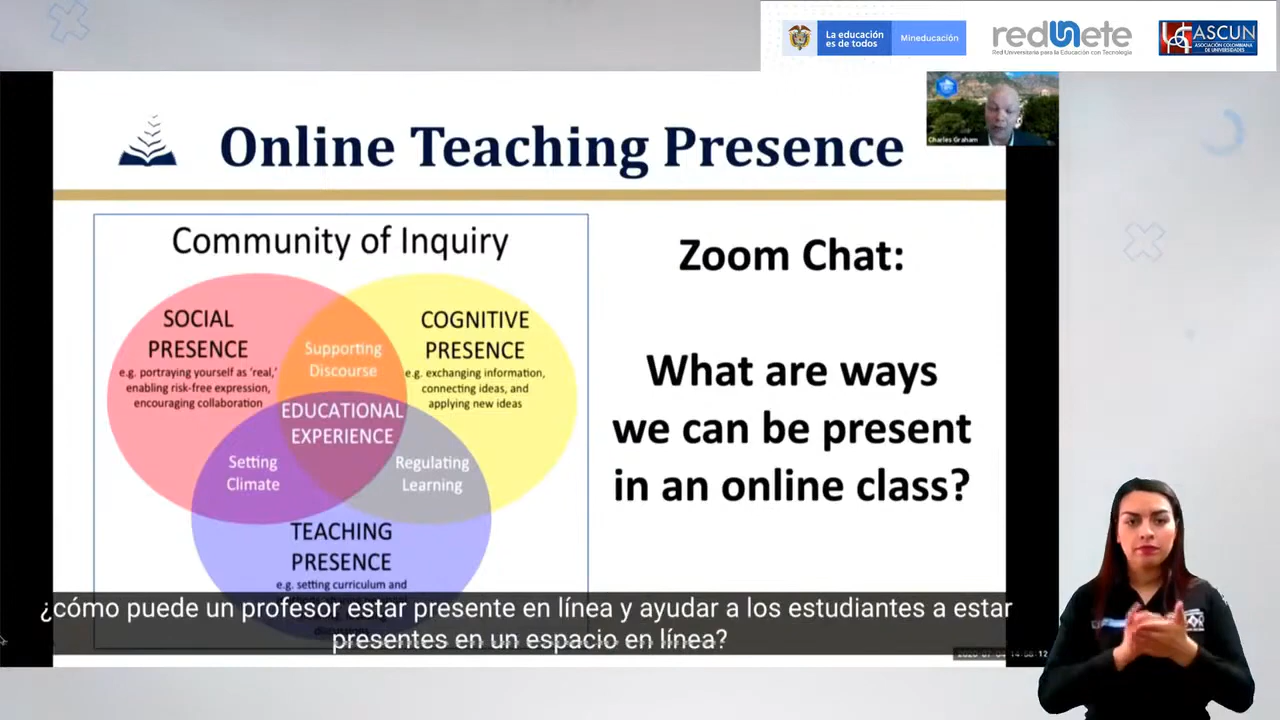 La educación
es de todos
Mineducación
redunete
Red Universitaria para la Educación con Tecnología
ASCUN
ASOCIACIÓN COLOMBIANA
DE UNIVERSIDADES
Charles Graham
Online Teaching Presence
Community of Inquiry
SOCIAL
PRESENCE
e.g. portraying yourself as 'real,'
enabling risk-free expression,
encouraging collaboration
Supporting
Discourse
COGNITIVE
PRESENCE
e.g. exchanging information,
connecting ideas, and
applying new ideas
EDUCATIONAL
EXPERIENCE
Setting
Climate
Regulating
Learning
TEACHING
PRESENCE
e.g. setting curriculum and
Zoom Chat:
What are ways
we can be present
in an online class?
¿cómo puede un profesor estar presente en línea y ayudar a los estudiantes a estar
presentes en un espacio en línea?